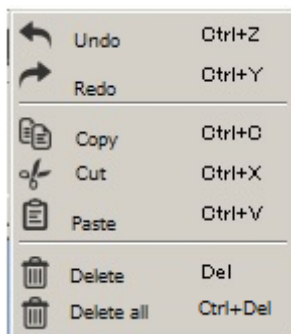 Undo Ctrl+Z
Redo Ctrl+Y
Copy Ctrl+C
Cut Ctrl+X
Paste Ctrl+V
Delete Del
Delete all Ctrl+Del